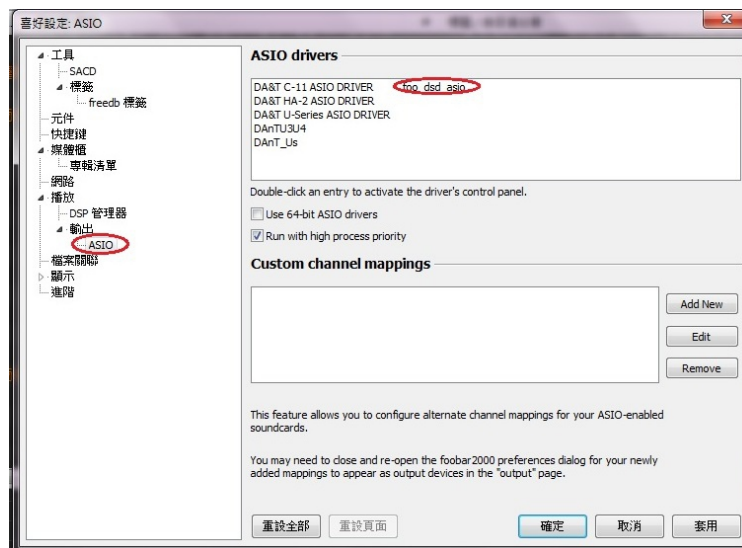 喜好設定: ASIO
工具
SACD
標籤
freedb 標籤
元件
快捷鍵
媒體櫃
專輯清單
網路
播放
DSP 管理器
輸出
ASIO
檔案關聯
顯示
進階
ASIO drivers
DA&T C-11 ASIO DRIVER foo_dsd_asio
DA&T HA-2 ASIO DRIVER
DA&T U-Series ASIO DRIVER
DAnTU3U4
DAnT_Us
Double-click an entry to activate the driver's control panel.
Use 64-bit ASIO drivers
Run with high process priority
Custom channel mappings
Add New
Edit
Remove
This feature allows you to configure alternate channel mappings for your ASIO-enabled
soundcards.
You may need to close and re-open the foobar2000 preferences dialog for your newly
added mappings to appear as output devices in the "output" page.
重設全部 重設頁面 確定 取消 套用